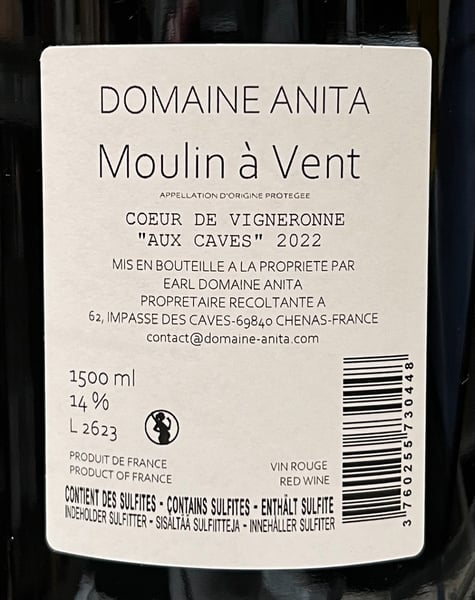 DOMAINE ANITA
Moulin à Vent
APPELLATION D'ORIGINE PROTEGEE
COEUR DE VIGNERONNE
"AUX CAVES" 2022
MIS EN BOUTEILLE A LA PROPRIETE PAR
EARL DOMAINE ANITA
PROPRETAIRE RECOLTANTE A
62, IMPASSE DES CAVES-69840 CHENAS-FRANCE
contact@domaine-anita.com
1500 ml
14 %
L 2623
PRODUIT DE FRANCE
PRODUCT OF FRANCE
VIN ROUGE
RED WINE
CONTIENT DES SULFITES - CONTAINS SULFITES - ENTHÄLT SULFITE
INDEHOLDER SULFITTER - SISÄLTÄÄ SULFIITTEJA - INNEHÅLLER SULFITER
3760255730448